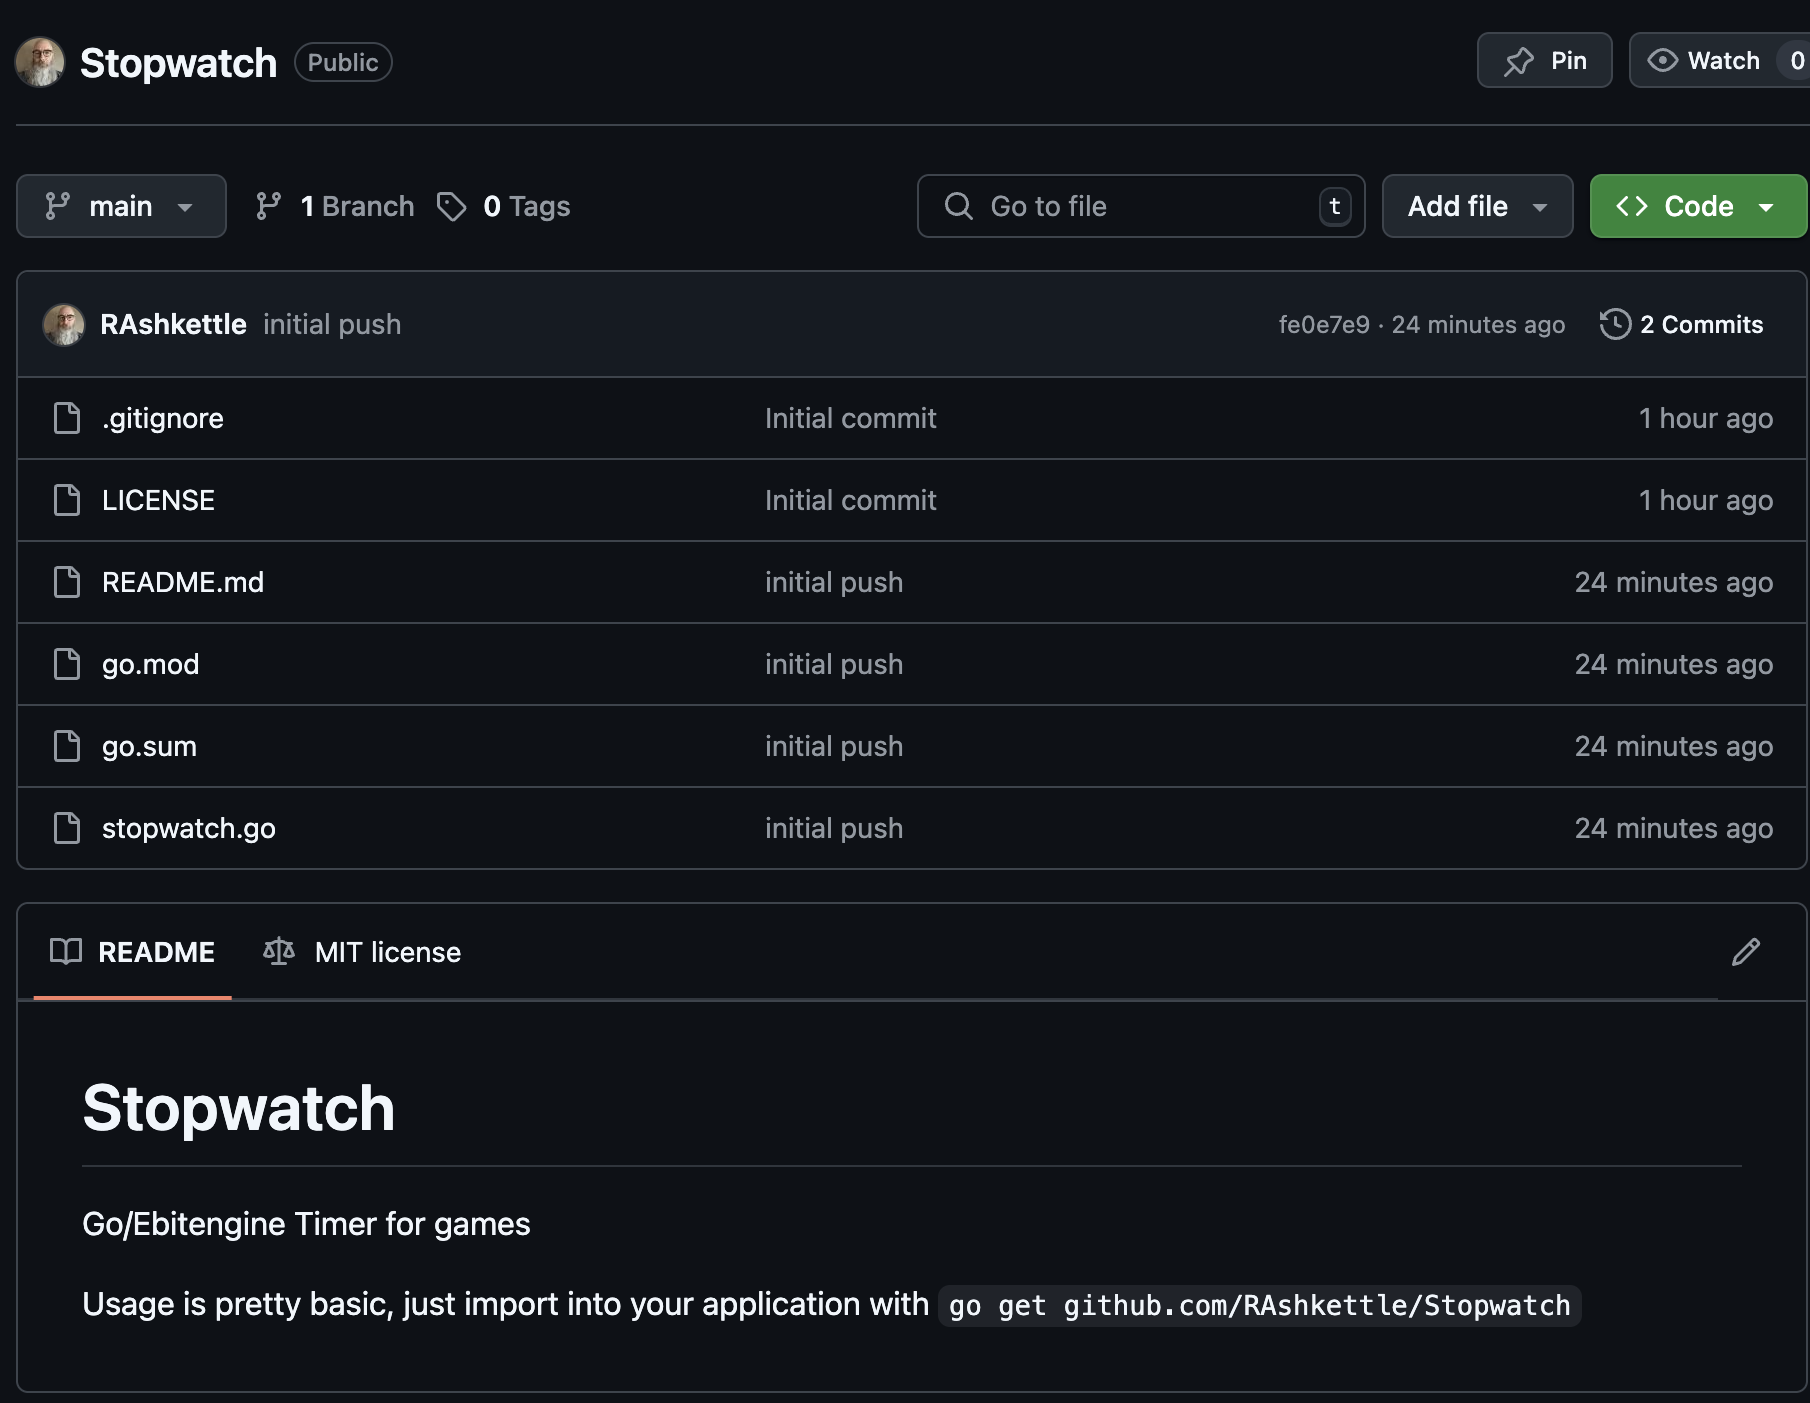 Stopwatch Public Pin Watch 0
main 1 Branch 0 Tags Go to file t Add file Code
RAshkettle initial push fe0e7e9 · 24 minutes ago 2 Commits
.gitignore Initial commit 1 hour ago
LICENSE Initial commit 1 hour ago
README.md initial push 24 minutes ago
go.mod initial push 24 minutes ago
go.sum initial push 24 minutes ago
stopwatch.go initial push 24 minutes ago
README MIT license
Stopwatch
Go/Ebitengine Timer for games
Usage is pretty basic, just import into your application with go get github.com/RAshkettle/Stopwatch